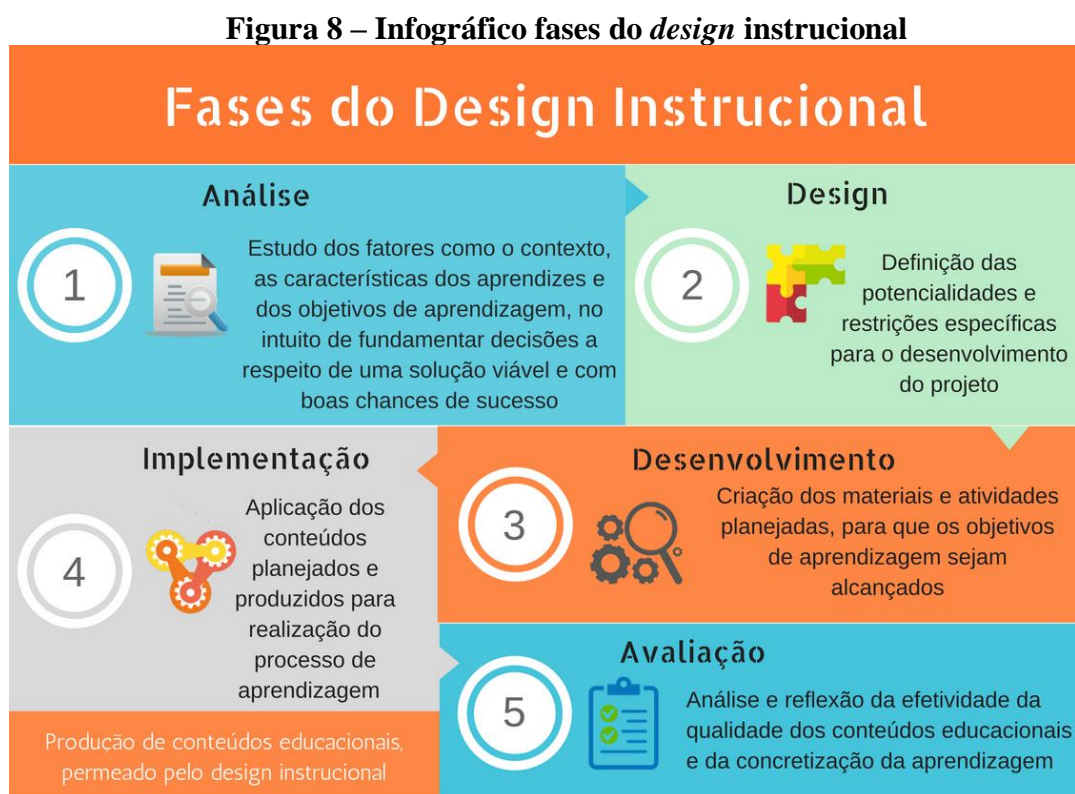 Figura 8 – Infográfico fases do design instrucional
Fases do Design Instrucional
Análise
1
Estudo dos fatores como o contexto,
as características dos aprendizes e
dos objetivos de aprendizagem, no
intuito de fundamentar decisões a
respeito de uma solução viável e com
boas chances de sucesso
Design
2
Definição das
potencialidades e
restrições específicas
para o desenvolvimento
do projeto
Desenvolvimento
3
Criação dos materiais e atividades
planejadas, para que os objetivos
de aprendizagem sejam
alcançados
Implementação
4
Aplicação dos
conteúdos
planejados e
produzidos para
realização do
processo de
aprendizagem
Avaliação
5
Análise e reflexão da efetividade da
qualidade dos conteúdos educacionais
e da concretização da aprendizagem
Produção de conteúdos educacionais,
permeado pelo design instrucional